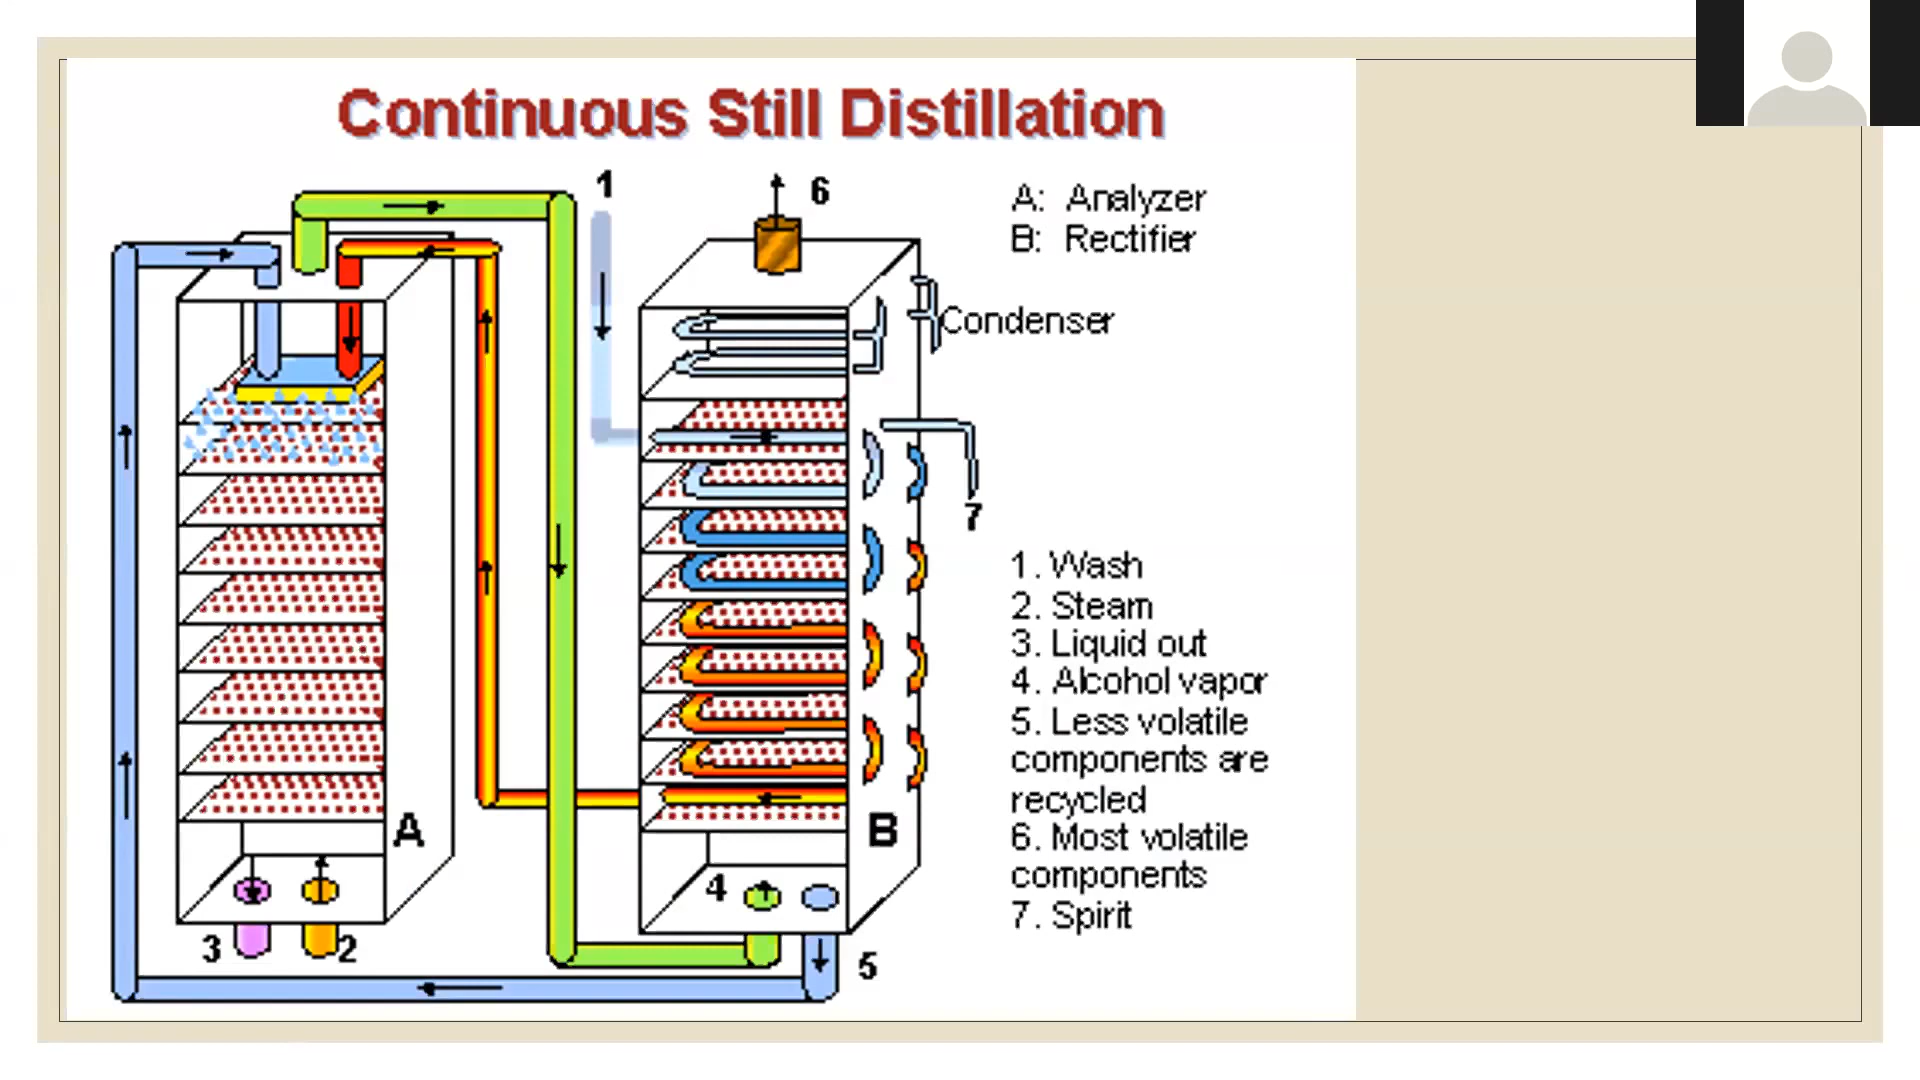 Continuous Still Distillation
1
6
A: Analyzer
B: Rectifier
Condenser
7
1. Wash
2. Steam
3. Liquid out
4. Alcohol vapor
5. Less volatile
components are
recycled
6. Most volatile
components
7. Spirit
A
B
4
3
2
5